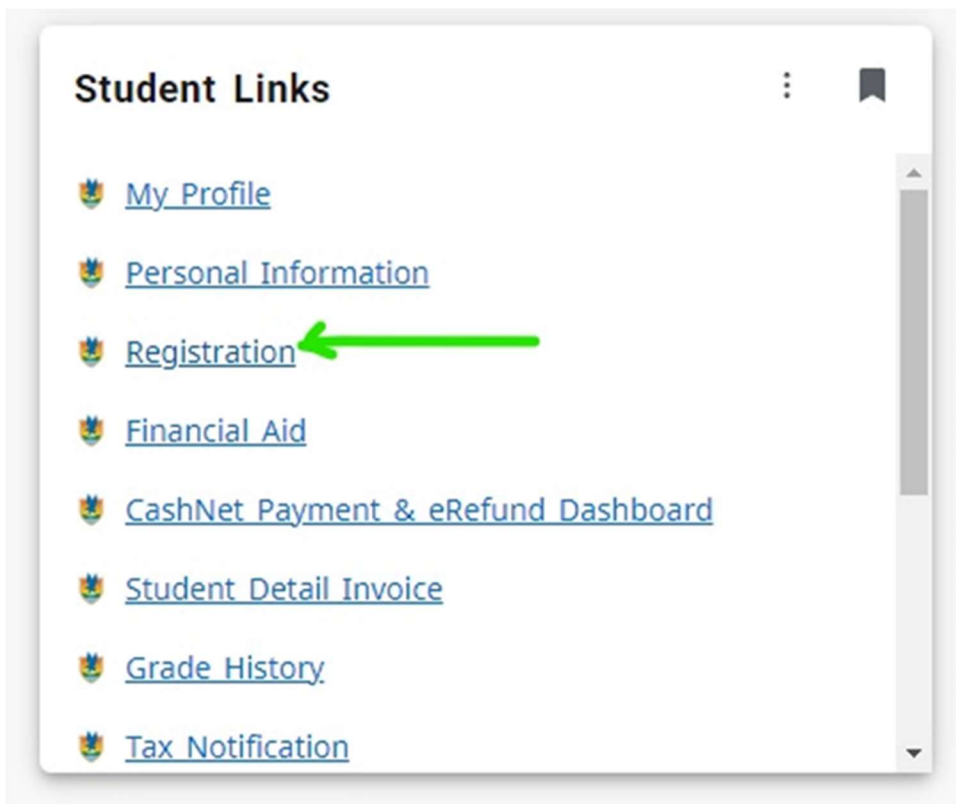 Student Links
My Profile
Personal Information
Registration
Financial Aid
CashNet Payment & eRefund Dashboard
Student Detail Invoice
Grade History
Tax Notification